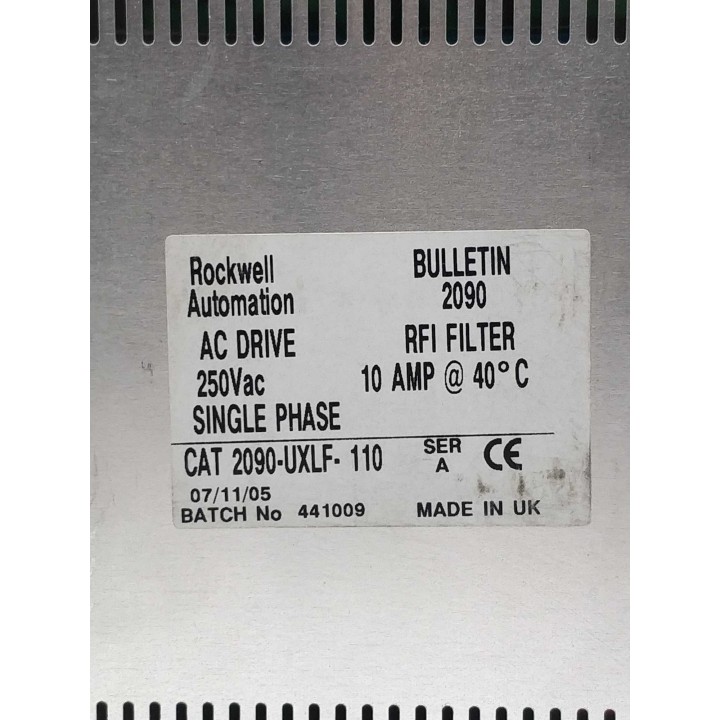 Rockwell Automation
BULLETIN 2090
AC DRIVE RFI FILTER
250Vac 10 AMP @ 40°C
SINGLE PHASE
CAT 2090-UXLF- 110 SER A CE
07/11/05
BATCH No 441009 MADE IN UK